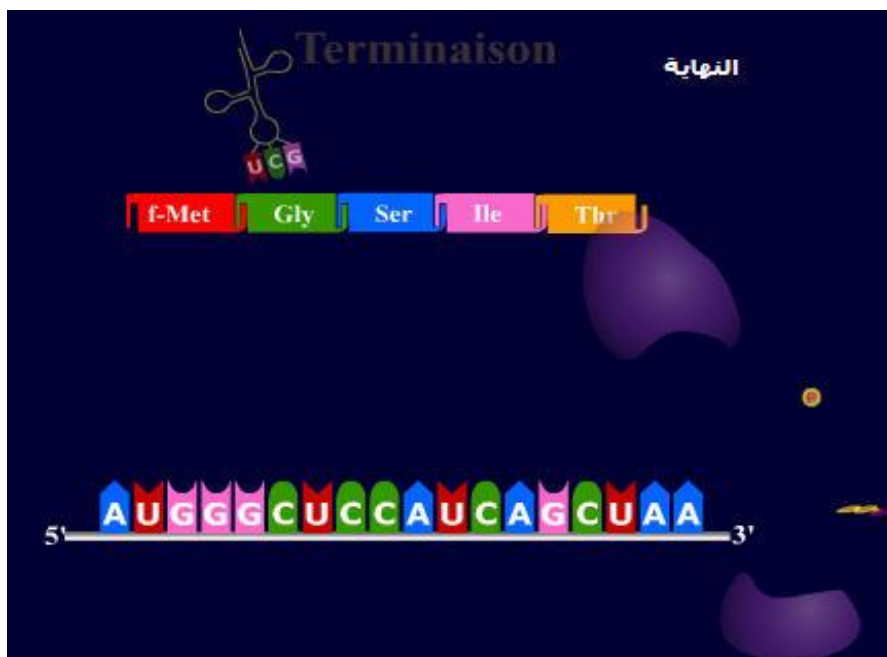 Terminaison
النهاية
UCG
f-Met Gly Ser Ile Thr
AUGGGCUCCAUCAGCUAA
5' 3'